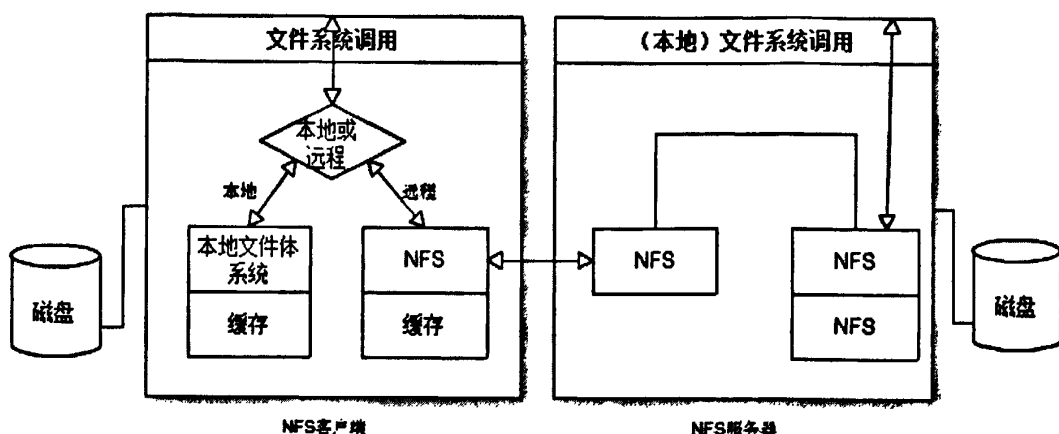 文件系统调用
(本地)文件系统调用
本地或
远程
本地
远程
本地文件体
系统
缓存
NFS
缓存
NFS
NFS
NFS
磁盘
磁盘
NFS客户端
NFS服务器